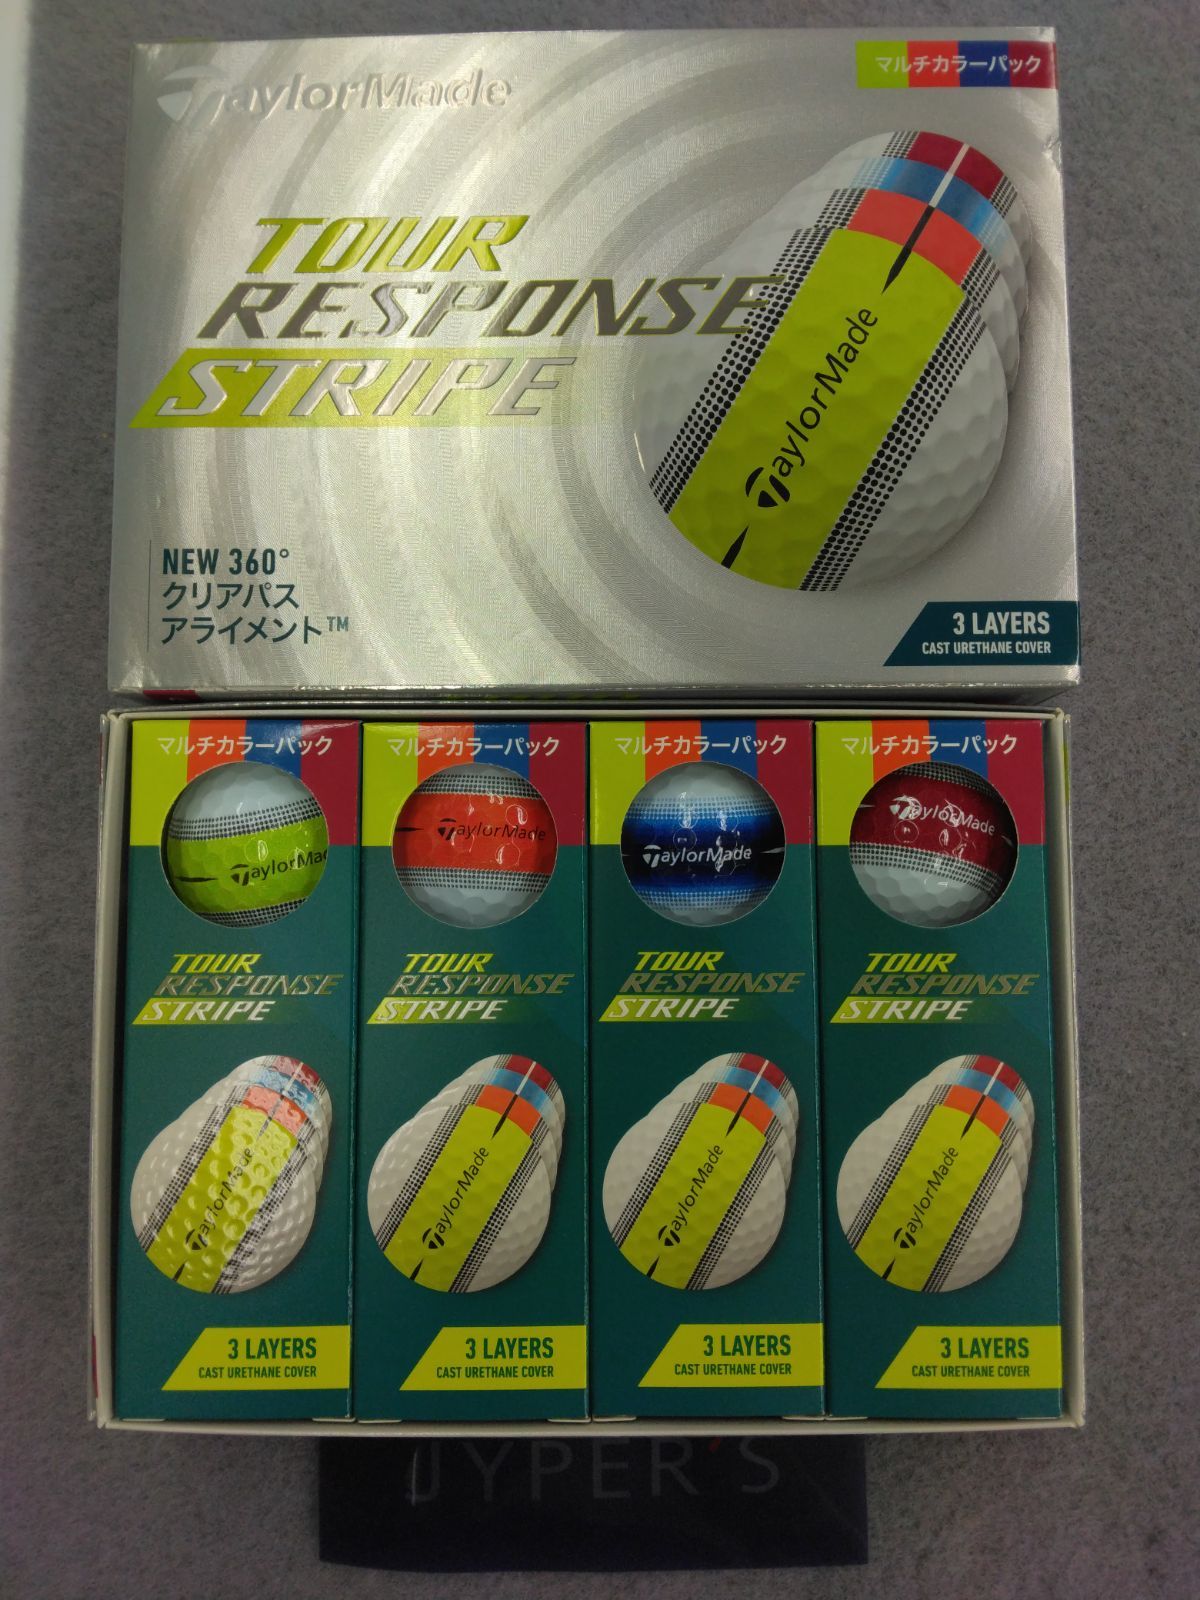 TaylorMade
マルチカラーパック
TOUR
RESPONSE
STRIPE
TaylorMade
NEW 360°
クリアパス
アライメント™
3 LAYERS
CAST URETHANE COVER
マルチカラーパック
マルチカラーパック
マルチカラーパック
マルチカラーパック
TaylorMade
TaylorMade
TaylorMade
TaylorMade
TOUR
RESPONSE
STRIPE
TOUR
RESPONSE
STRIPE
TOUR
RESPONSE
STRIPE
TOUR
RESPONSE
STRIPE
TaylorMade
TaylorMade
TaylorMade
TaylorMade
3 LAYERS
CAST URETHANE COVER
3 LAYERS
CAST URETHANE COVER
3 LAYERS
CAST URETHANE COVER
3 LAYERS
CAST URETHANE COVER
JYPER'S